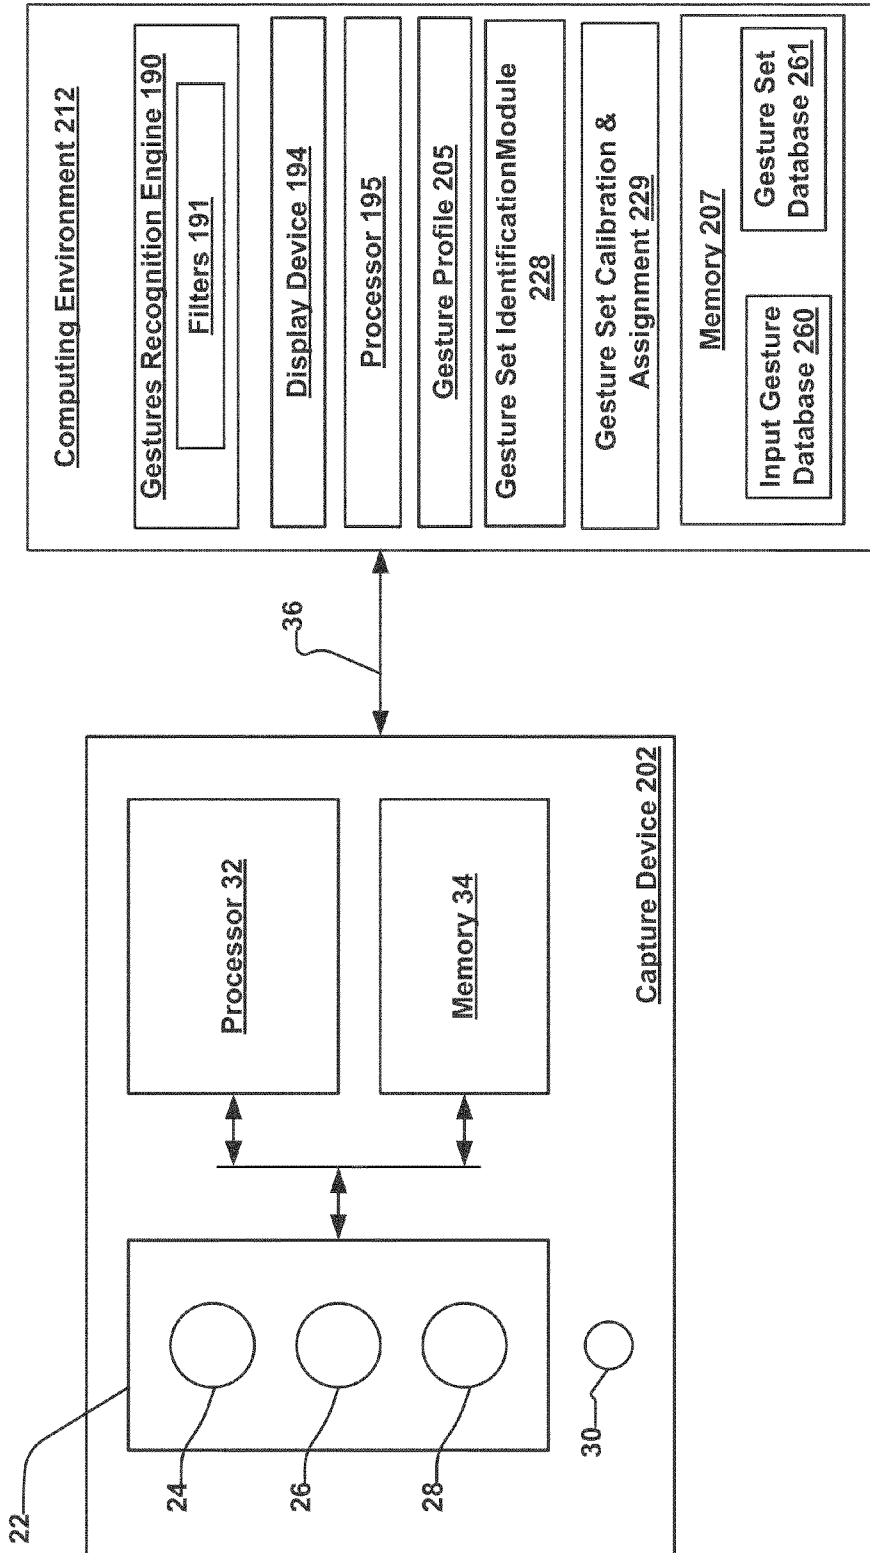 22
24
26
28
30
Processor 32
Memory 34
Capture Device 202
36
Computing Environment 212
Gestures Recognition Engine 190
Filters 191
Display Device 194
Processor 195
Gesture Profile 205
Gesture Set IdentificationModule
228
Gesture Set Calibration &
Assignment 229
Memory 207
Input Gesture
Database 260
Gesture Set
Database 261